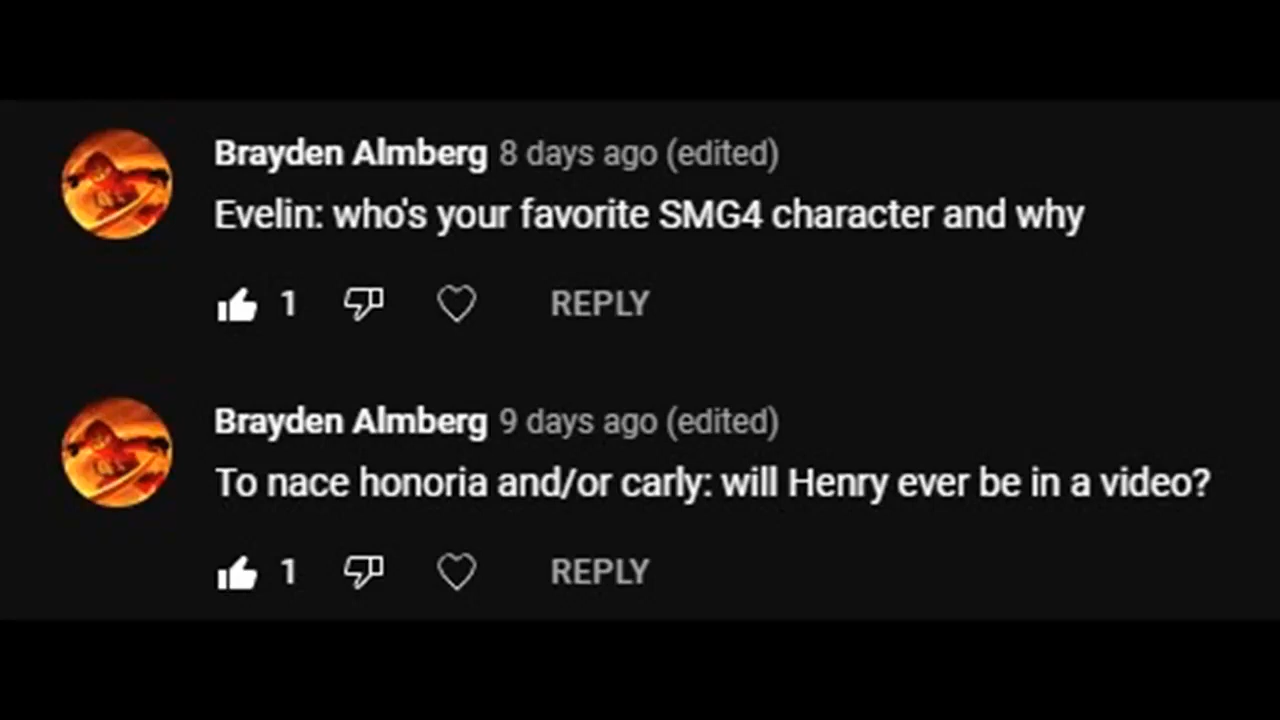 Brayden Almberg 8 days ago (edited)
Evelin: who's your favorite SMG4 character and why
1 REPLY
Brayden Almberg 9 days ago (edited)
To nace honoria and/or carly: will Henry ever be in a video?
1 REPLY